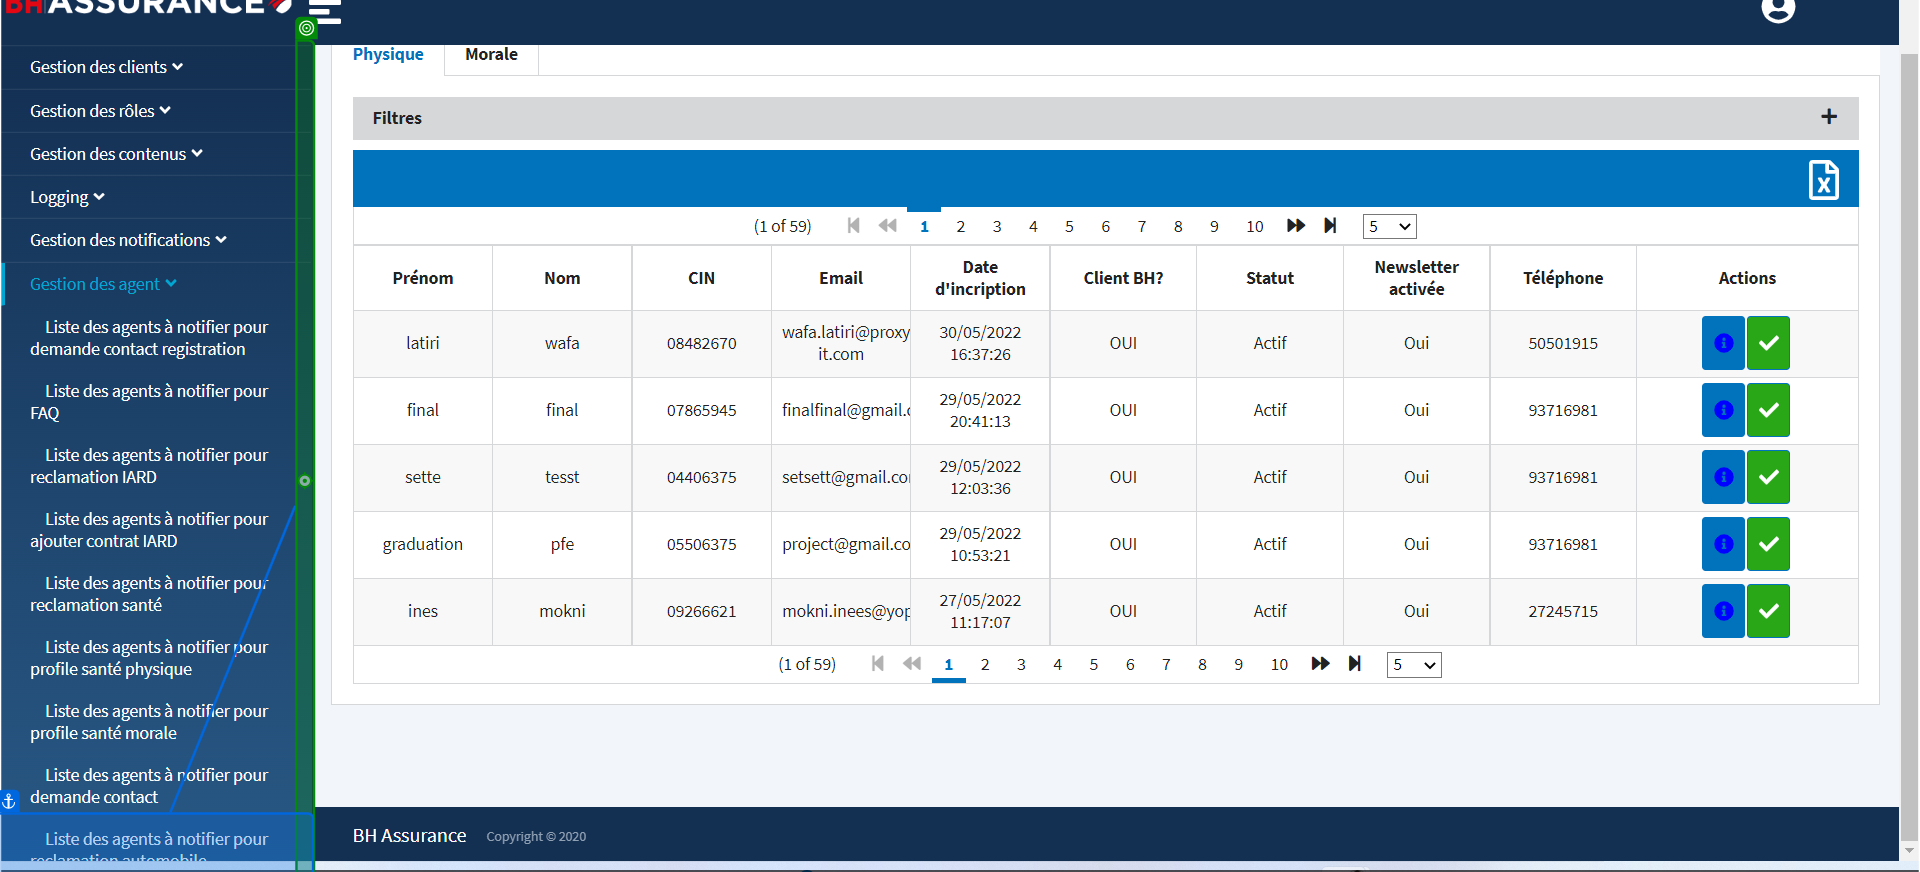 BH ASSURANCE
Gestion des clients
Gestion des rôles
Gestion des contenus
Logging
Gestion des notifications
Gestion des agent
Liste des agents à notifier pour
demande contact registration
Liste des agents à notifier pour
FAQ
Liste des agents à notifier pour
reclamation IARD
Liste des agents à notifier pour
ajouter contrat IARD
Liste des agents à notifier pour
reclamation santé
Liste des agents à notifier pour
profile santé physique
Liste des agents à notifier pour
profile santé morale
Liste des agents à notifier pour
demande contact
Liste des agents à notifier pour
reclamation automobile
Physique Morale
Filtres +
(1 of 59) 1 2 3 4 5 6 7 8 9 10 5
Prénom Nom CIN Email Date d'incription Client BH? Statut Newsletter activée Téléphone Actions
latiri wafa 08482670 wafa.latiri@proxy it.com 30/05/2022 16:37:26 OUI Actif Oui 50501915
final final 07865945 finalfinal@gmail.c 29/05/2022 20:41:13 OUI Actif Oui 93716981
sette tesst 04406375 setsett@gmail.co 29/05/2022 12:03:36 OUI Actif Oui 93716981
graduation pfe 05506375 project@gmail.co 29/05/2022 10:53:21 OUI Actif Oui 93716981
ines mokni 09266621 mokni.inees@yop 27/05/2022 11:17:07 OUI Actif Oui 27245715
(1 of 59) 1 2 3 4 5 6 7 8 9 10 5
BH Assurance Copyright © 2020